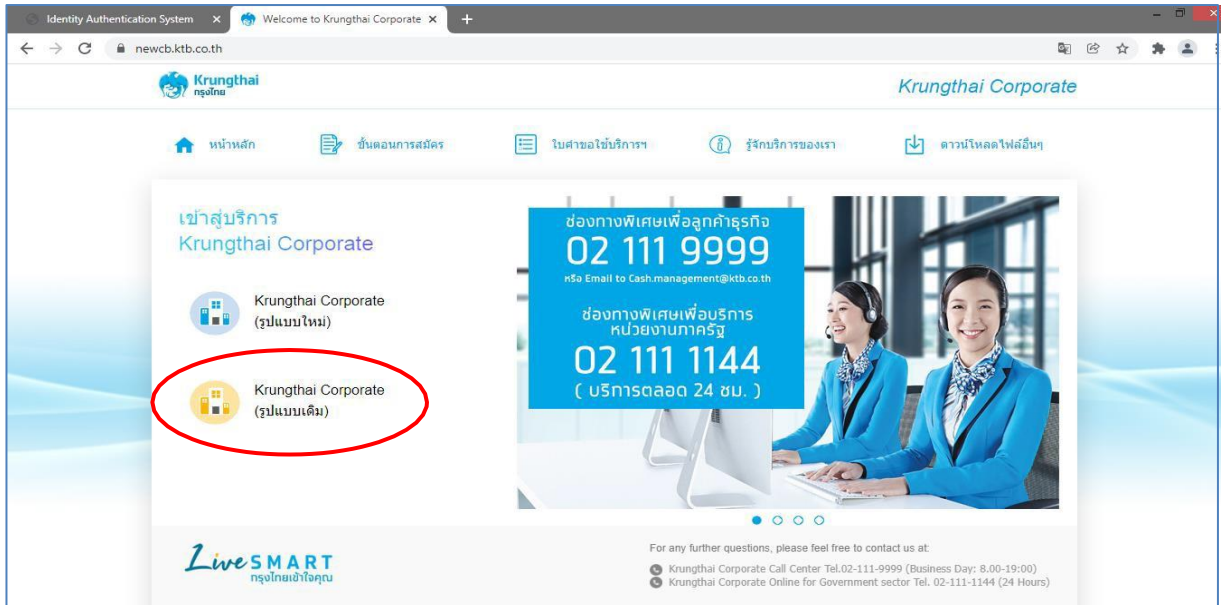 Identity Authentication System
Welcome to Krungthai Corporate
newcb.ktb.co.th
Krungthai
กรุงไทย
Krungthai Corporate
หน้าหลัก
ขั้นตอนการสมัคร
ใบคำขอใช้บริการฯ
รู้จักบริการของเรา
ดาวน์โหลดไฟล์อื่นๆ
เข้าสู่บริการ
Krungthai Corporate
Krungthai Corporate
(รูปแบบใหม่)
Krungthai Corporate
(รูปแบบเดิม)
ช่องทางพิเศษเพื่อลูกค้าธุรกิจ
02 111 9999
หรือ Email to Cash.management@ktb.co.th
ช่องทางพิเศษเพื่อบริการ
หน่วยงานภาครัฐ
02 111 1144
( บริการตลอด 24 ชม. )
Live SMART
กรุงไทยเข้าใจคุณ
For any further questions, please feel free to contact us at:
Krungthai Corporate Call Center Tel.02-111-9999 (Business Day: 8.00-19:00)
Krungthai Corporate Online for Government sector Tel. 02-111-1144 (24 Hours)